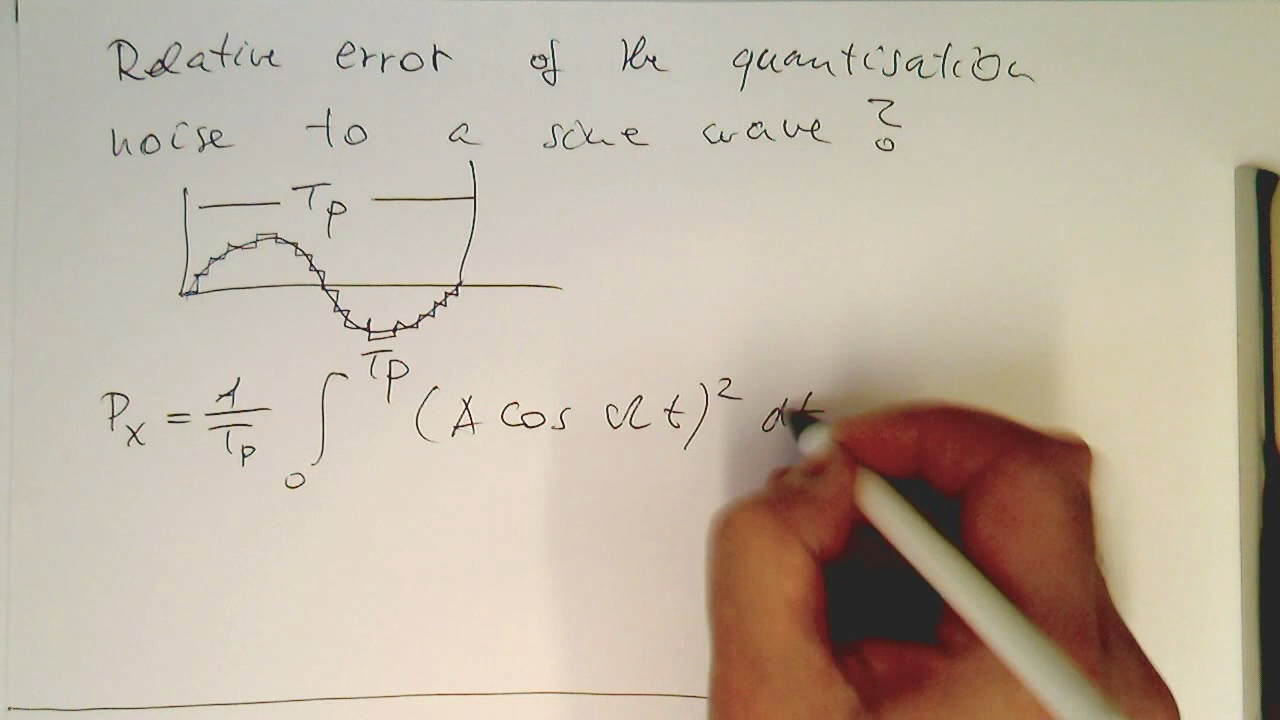 Relative error of the quantisation
noise to a sine wave ?
Tp
Px = 1/Tp ∫₀^Tp (A cos Ωt)² dt